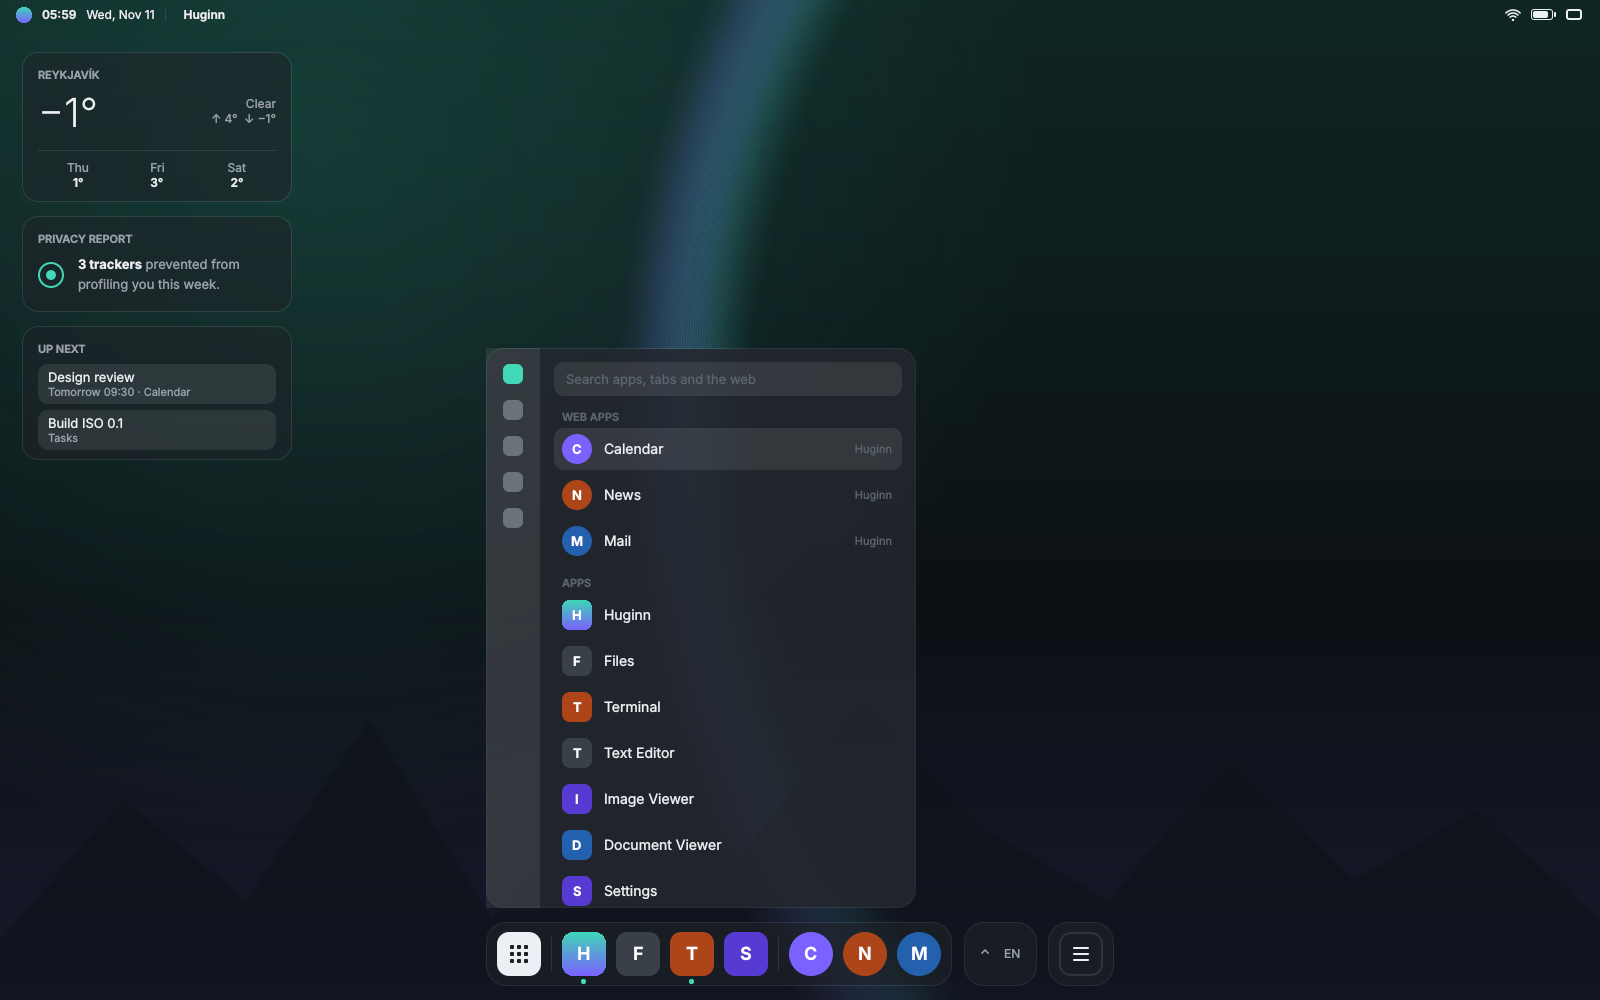 05:59 Wed, Nov 11 Huginn
REYKJAVÍK
−1°
Clear
↑ 4° ↓ −1°
Thu Fri Sat
1° 3° 2°
PRIVACY REPORT
3 trackers prevented from
profiling you this week.
UP NEXT
Design review
Tomorrow 09:30 · Calendar
Build ISO 0.1
Tasks
Search apps, tabs and the web
WEB APPS
C Calendar Huginn
N News Huginn
M Mail Huginn
APPS
H Huginn
F Files
T Terminal
T Text Editor
I Image Viewer
D Document Viewer
S Settings
H F T S C N M EN